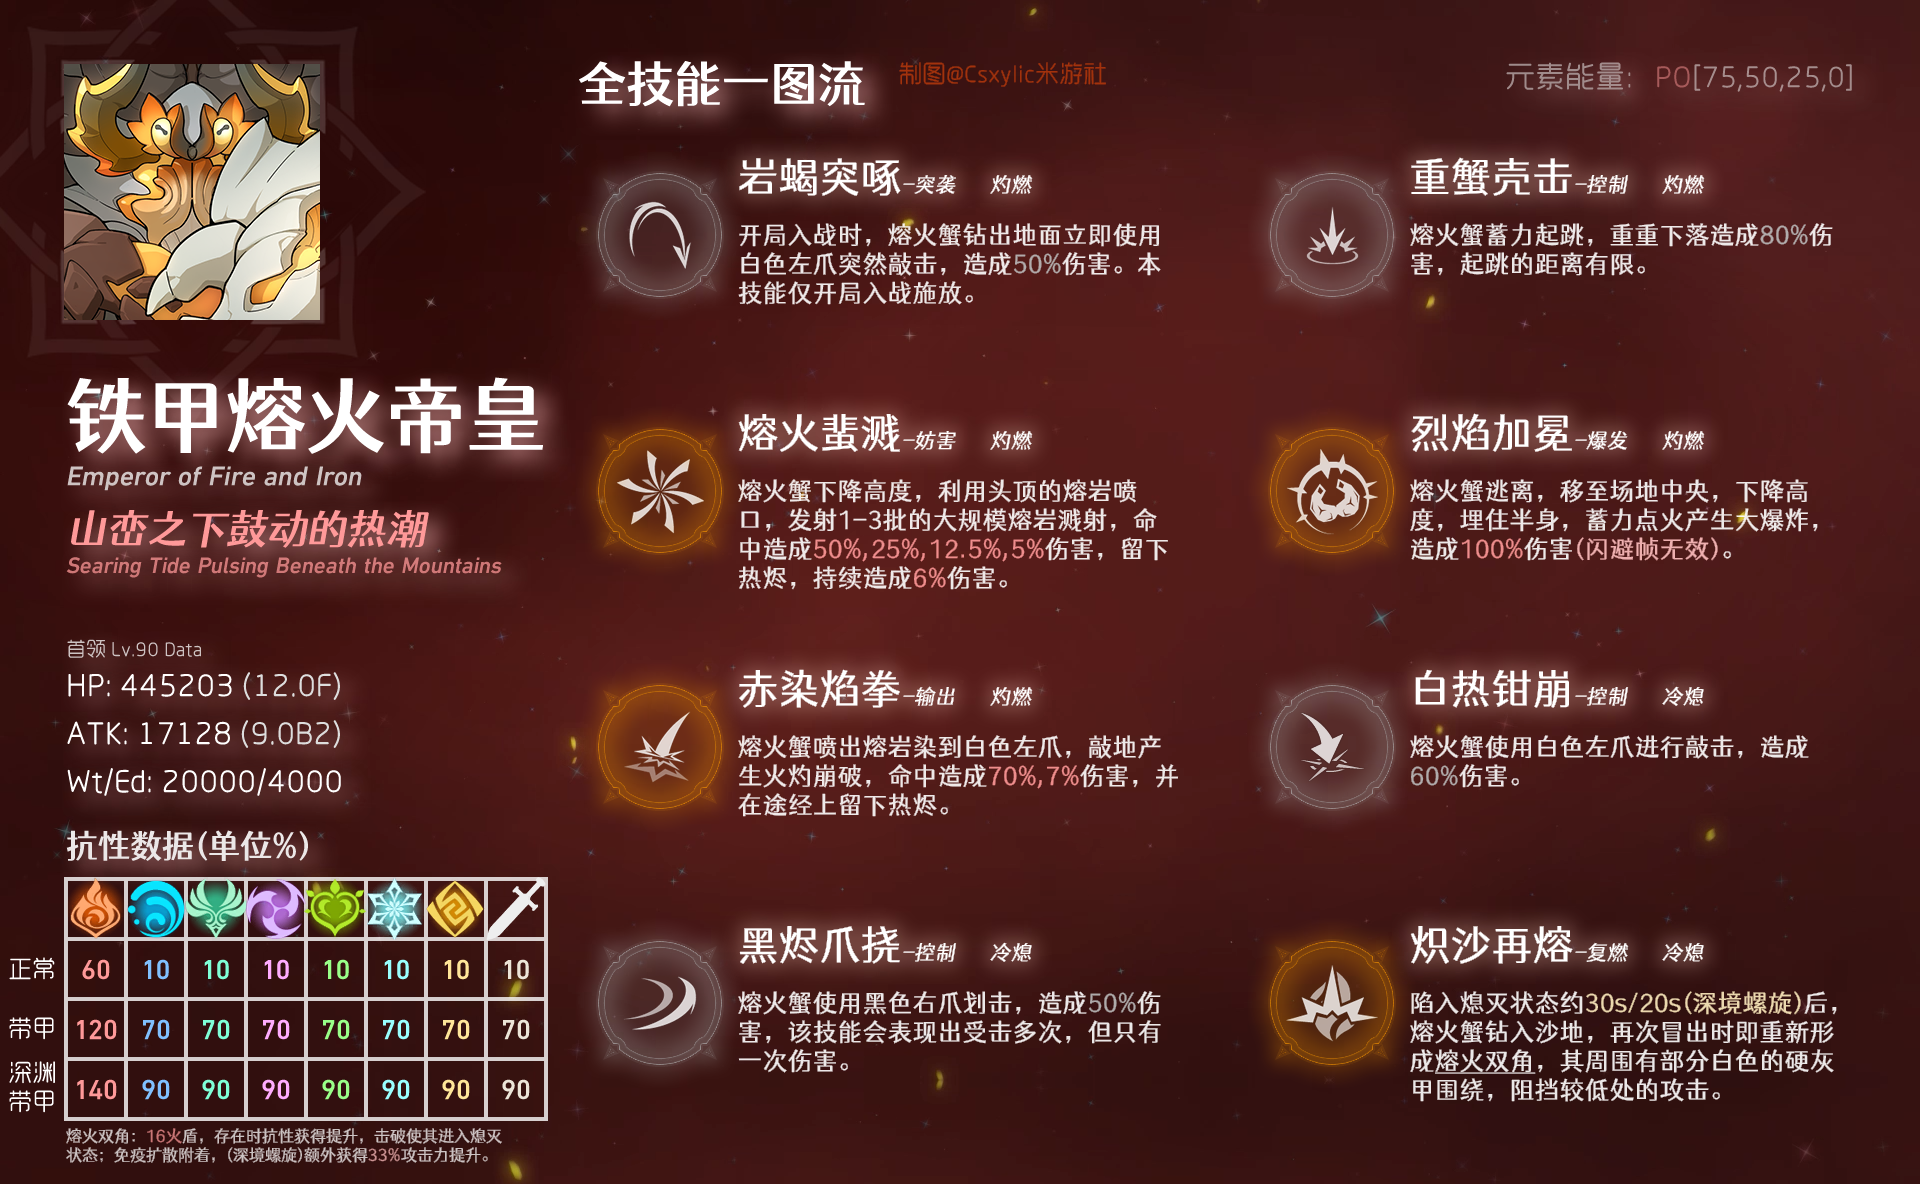 铁甲熔火帝皇
Emperor of Fire and Iron
山峦之下鼓动的热潮
Searing Tide Pulsing Beneath the Mountains
首领 Lv.90 Data
HP: 445203 (12.0F)
ATK: 17128 (9.0B2)
Wt/Ed: 20000/4000
抗性数据(单位%)
正常 60 10 10 10 10 10 10 10
带甲 120 70 70 70 70 70 70 70
深渊
带甲 140 90 90 90 90 90 90 90
熔火双角：16火盾，存在时抗性获得提升，击破使其进入熄灭
状态；免疫扩散附着，(深境螺旋)额外获得33%攻击力提升。
全技能一图流 制图@Csxylic米游社
元素能量： PO[75,50,25,0]
岩蝎突啄-突袭 灼燃
开局入战时，熔火蟹钻出地面立即使用
白色左爪突然敲击，造成50%伤害。本
技能仅开局入战施放。
重蟹壳击-控制 灼燃
熔火蟹蓄力起跳，重重下落造成80%伤
害，起跳的距离有限。
熔火蜚溅-妨害 灼燃
熔火蟹下降高度，利用头顶的熔岩喷
口，发射1-3批的大规模熔岩溅射，命
中造成50%,25%,12.5%,5%伤害，留下
热烬，持续造成6%伤害。
烈焰加冕-爆发 灼燃
熔火蟹逃离，移至场地中央，下降高
度，埋住半身，蓄力点火产生大爆炸，
造成100%伤害(闪避帧无效)。
赤染焰拳-输出 灼燃
熔火蟹喷出熔岩染到白色左爪，敲地产
生火灼崩破，命中造成70%,7%伤害，并
在途经上留下热烬。
白热钳崩-控制 冷熄
熔火蟹使用白色左爪进行敲击，造成
60%伤害。
黑烬爪挠-控制 冷熄
熔火蟹使用黑色右爪划击，造成50%伤
害，该技能会表现出受击多次，但只有
一次伤害。
炽沙再熔-复燃 冷熄
陷入熄灭状态约30s/20s(深境螺旋)后，
熔火蟹钻入沙地，再次冒出时即重新形
成熔火双角，其周围有部分白色的硬灰
甲围绕，阻挡较低处的攻击。